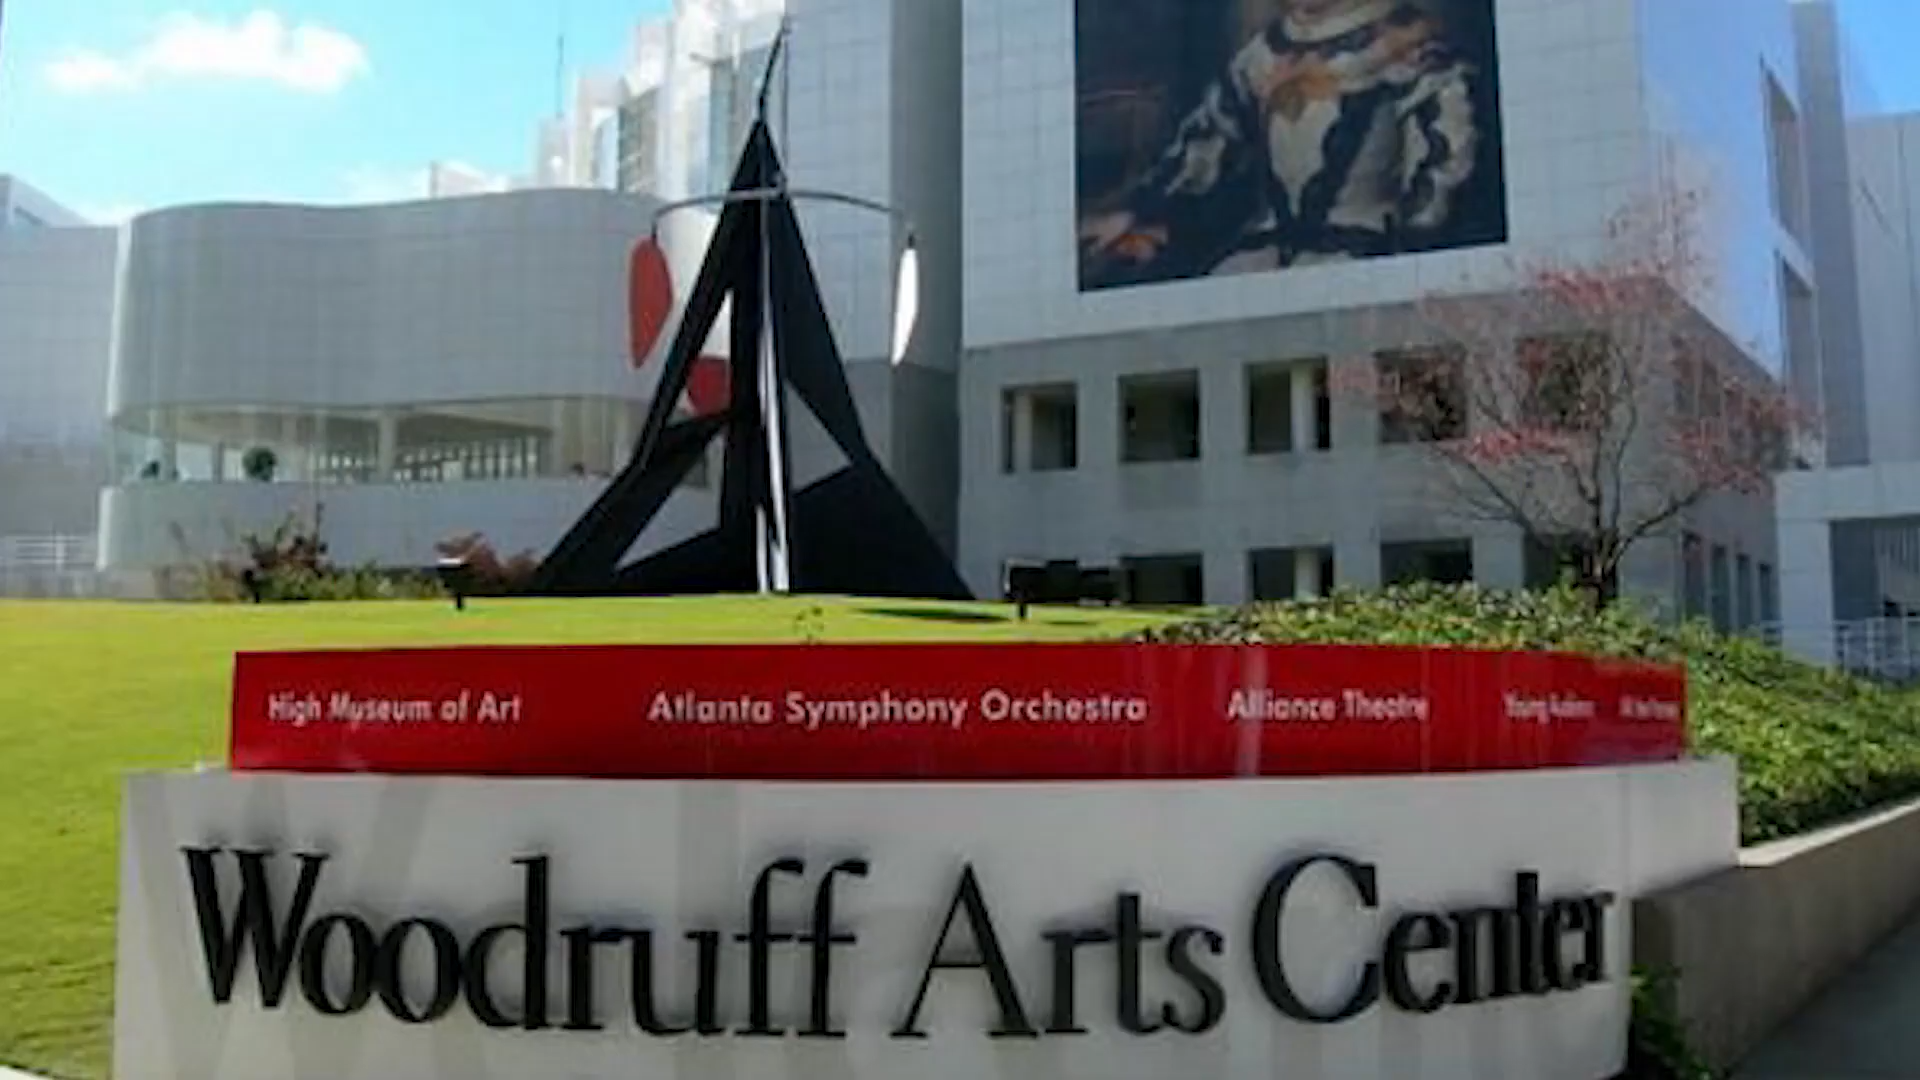 High Museum of Art Atlanta Symphony Orchestra Alliance Theatre
Woodruff Arts Center